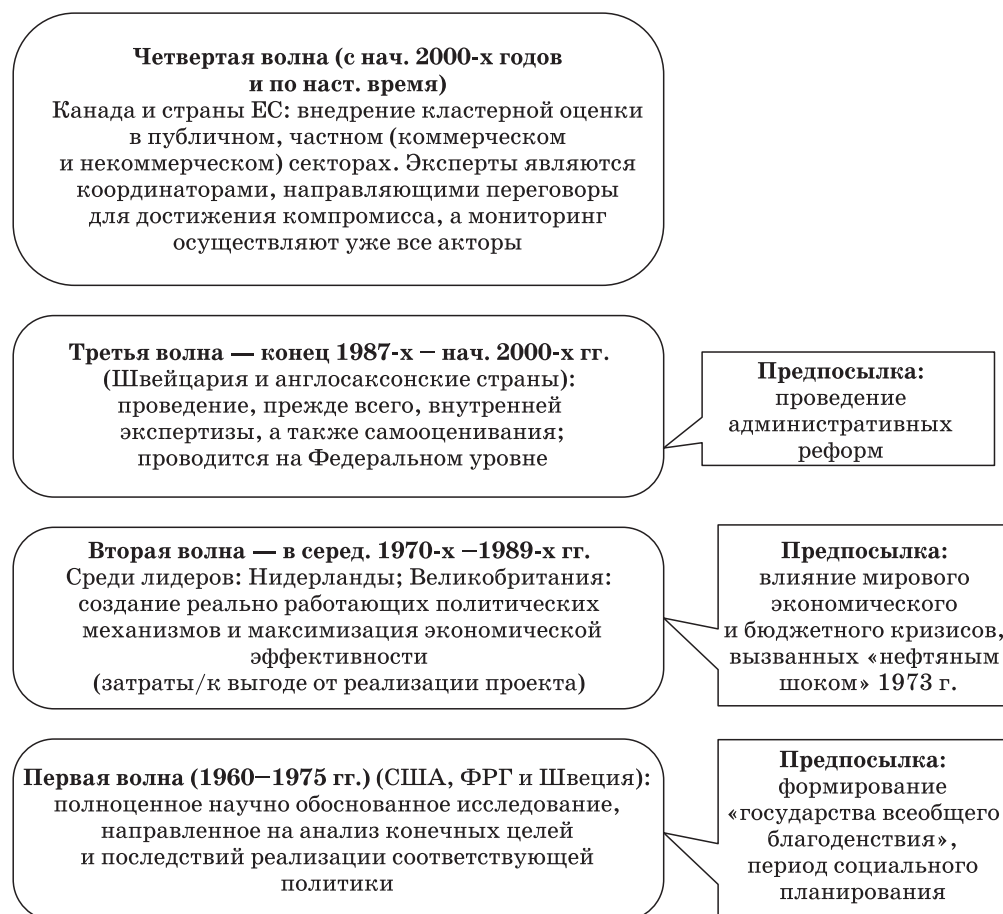 Четвертая волна (с нач. 2000-х годов
и по наст. время)
Канада и страны ЕС: внедрение кластерной оценки
в публичном, частном (коммерческом
и некоммерческом) секторах. Эксперты являются
координаторами, направляющими переговоры
для достижения компромисса, а мониторинг
осуществляют уже все акторы
Третья волна — конец 1987-х – нач. 2000-х гг.
(Швейцария и англосаксонские страны):
проведение, прежде всего, внутренней
экспертизы, а также самооценивания;
проводится на Федеральном уровне
Предпосылка:
проведение
административных
реформ
Вторая волна — в серед. 1970-х –1989-х гг.
Среди лидеров: Нидерланды; Великобритания:
создание реально работающих политических
механизмов и максимизация экономической
эффективности
(затраты/к выгоде от реализации проекта)
Предпосылка:
влияние мирового
экономического
и бюджетного кризисов,
вызванных «нефтяным
шоком» 1973 г.
Первая волна (1960–1975 гг.) (США, ФРГ и Швеция):
полноценное научно обоснованное исследование,
направленное на анализ конечных целей
и последствий реализации соответствующей
политики
Предпосылка:
формирование
«государства всеобщего
благоденствия»,
период социального
планирования